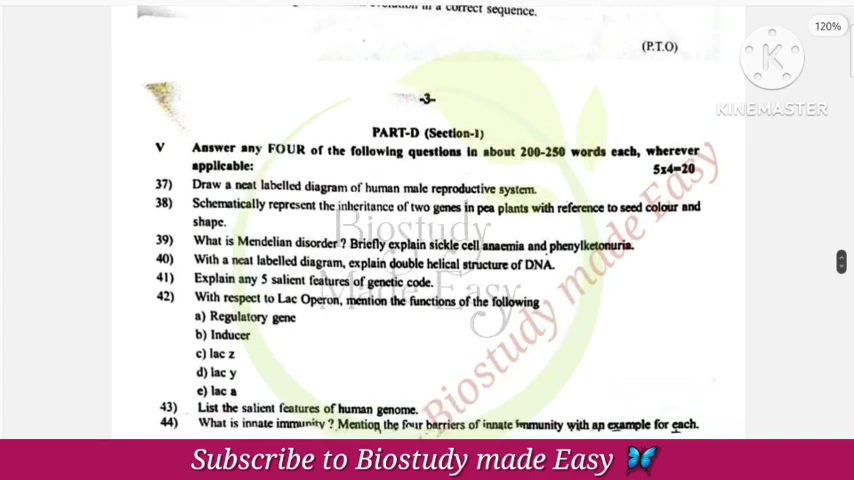 in a correct sequence.
(P.T.O)
120%
K
KINEMASTER
-3-
PART-D (Section-I)
V Answer any FOUR of the following questions in about 200-250 words each, wherever
applicable: 5x4=20
37) Draw a neat labelled diagram of human male reproductive system.
38) Schematically represent the inheritance of two genes in pea plants with reference to seed colour and
shape.
39) What is Mendelian disorder ? Briefly explain sickle cell anaemia and phenylketonuria.
40) With a neat labelled diagram, explain double helical structure of DNA.
41) Explain any 5 salient features of genetic code.
42) With respect to Lac Operon, mention the functions of the following
a) Regulatory gene
b) Inducer
c) lac z
d) lac y
e) lac a
43) List the salient features of human genome.
44) What is innate immunity ? Mention the four barriers of innate immunity with an example for each.
Biostudy
Made Easy
Biostudy made Easy
Subscribe to Biostudy made Easy 🦋